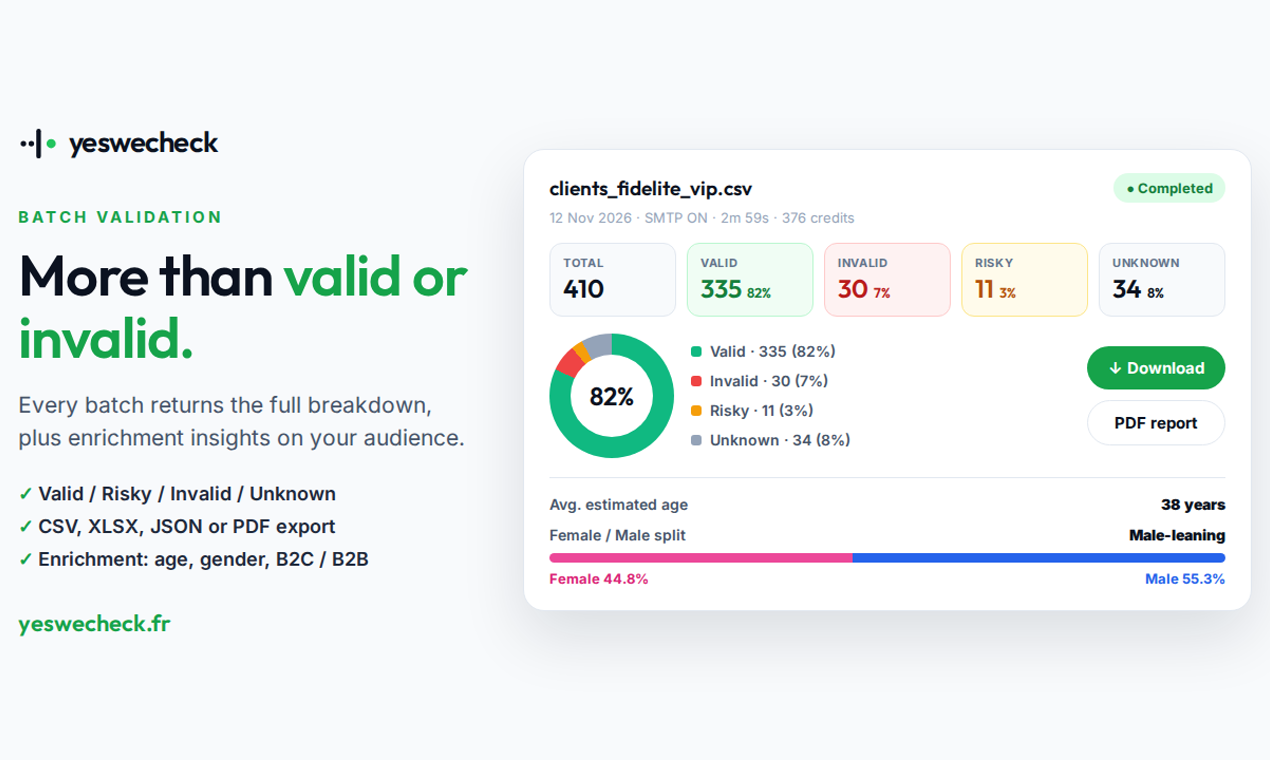 yeswecheck
BATCH VALIDATION
More than valid or
invalid.
Every batch returns the full breakdown,
plus enrichment insights on your audience.
✓ Valid / Risky / Invalid / Unknown
✓ CSV, XLSX, JSON or PDF export
✓ Enrichment: age, gender, B2C / B2B
yeswecheck.fr
clients_fidelite_vip.csv
● Completed
12 Nov 2026 · SMTP ON · 2m 59s · 376 credits
TOTAL
410
VALID
335 82%
INVALID
30 7%
RISKY
11 3%
UNKNOWN
34 8%
82%
Valid · 335 (82%)
Invalid · 30 (7%)
Risky · 11 (3%)
Unknown · 34 (8%)
↓ Download
PDF report
Avg. estimated age 38 years
Female / Male split Male-leaning
Female 44.8% Male 55.3%